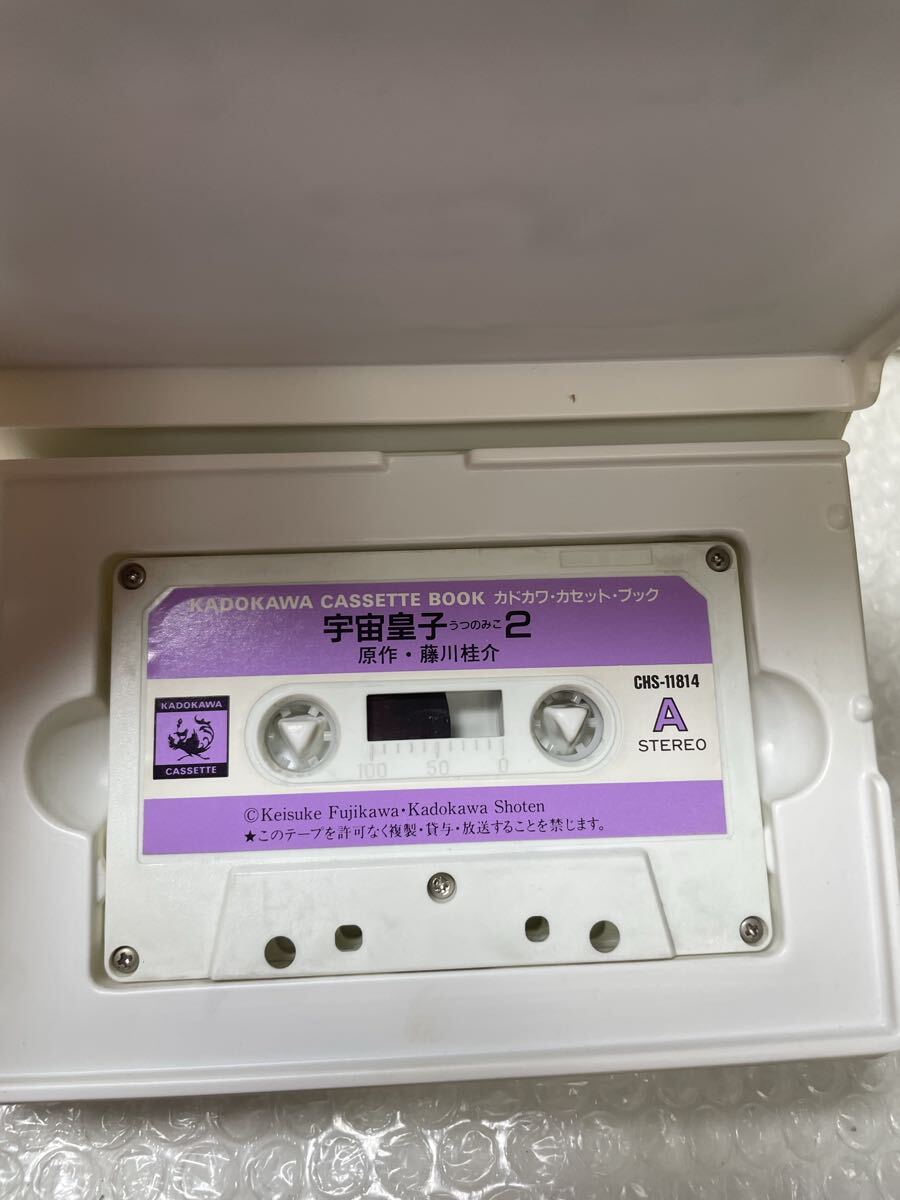 KADOKAWA CASSETTE BOOK カドカワ・カセット・ブック
宇宙皇子うつのみこ2
原作・藤川桂介
CHS-11814
A
STEREO
KADOKAWA
CASSETTE
100 50 0
©Keisuke Fujikawa・Kadokawa Shoten
★このテープを許可なく複製・貸与・放送することを禁じます。